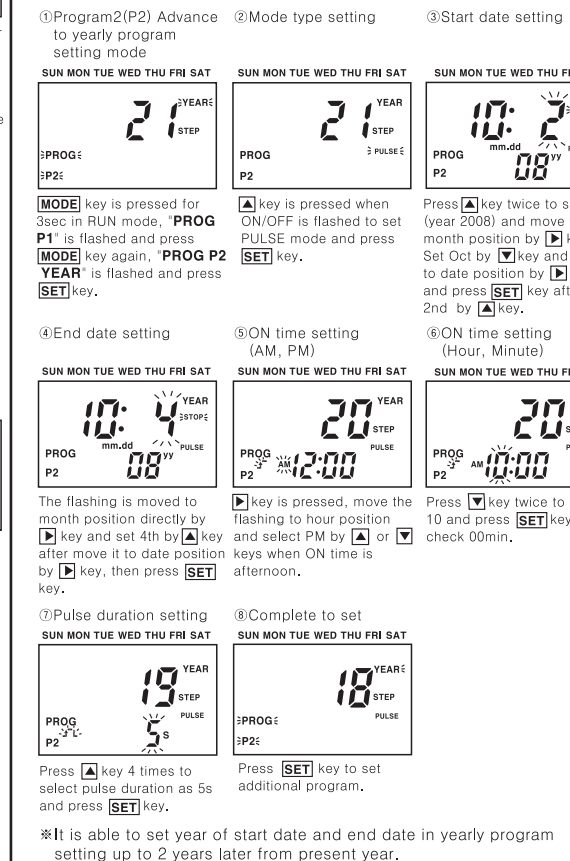 ①Program2(P2) Advance
to yearly program
setting mode
SUN MON TUE WED THU FRI SAT
21
YEAR
STEP
PROG
P2
MODE key is pressed for
3sec in RUN mode, "PROG
P1" is flashed and press
MODE key again, "PROG P2
YEAR" is flashed and press
SET key.
②Mode type setting
SUN MON TUE WED THU FRI SAT
21
YEAR
STEP
PULSE
PROG
P2
▲ key is pressed when
ON/OFF is flashed to set
PULSE mode and press
SET key.
③Start date setting
SUN MON TUE WED THU
10: 2
mm.dd
PROG
P2
08 yy
Press ▲ key twice to
(year 2008) and move
month position by ▶
Set Oct by ▼ key and
to date position by ▶
and press SET key
2nd by ▲ key.
④End date setting
SUN MON TUE WED THU FRI SAT
10: 4
YEAR
STOP
mm.dd
PULSE
PROG
P2
08 yy
The flashing is moved to
month position directly by
▶ key and set 4th by ▲ key
after move it to date position
by ▶ key, then press SET
key.
⑤ON time setting
(AM, PM)
SUN MON TUE WED THU FRI SAT
20
YEAR
STEP
PULSE
PROG
P2
AM 12:00
▶ key is pressed, move the
flashing to hour position
and select PM by ▲ or ▼
keys when ON time is
afternoon.
⑥ON time setting
(Hour, Minute)
SUN MON TUE WED THU
20
PROG
P2
AM 10:00
Press ▼ key twice to
10 and press SET key
check 00min.
⑦Pulse duration setting
SUN MON TUE WED THU FRI SAT
19
YEAR
STEP
PULSE
PROG
P2
5s
Press ▲ key 4 times to
select pulse duration as 5s
and press SET key.
⑧Complete to set
SUN MON TUE WED THU FRI SAT
18
YEAR
STEP
PULSE
PROG
P2
Press SET key to set
additional program.
※It is able to set year of start date and end date in yearly program
setting up to 2 years later from present year.